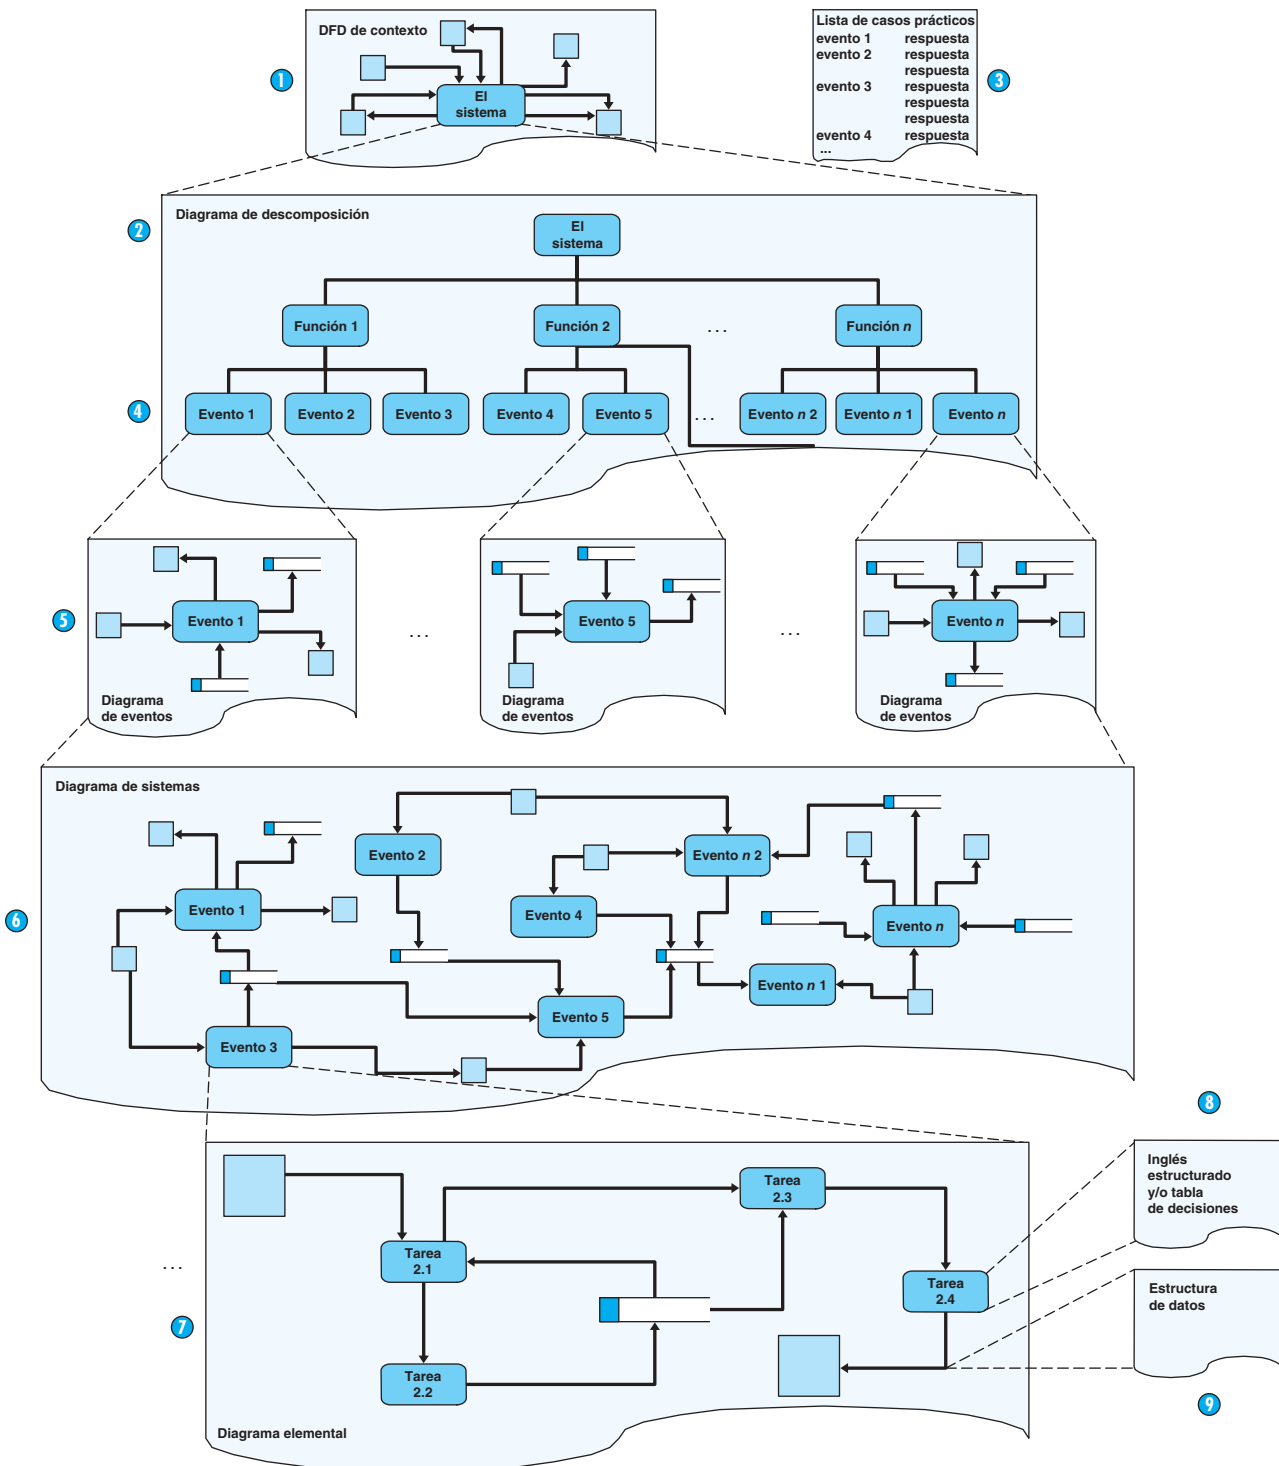 DFD de contexto
El
sistema
1
Lista de casos prácticos
evento 1 respuesta
evento 2 respuesta
respuesta
evento 3 respuesta
respuesta
respuesta
evento 4 respuesta
...
3
2
Diagrama de descomposición
El
sistema
Función 1
Función 2
...
Función n
4
Evento 1
Evento 2
Evento 3
Evento 4
Evento 5
...
Evento n 2
Evento n 1
Evento n
5
Evento 1
Diagrama
de eventos
...
Evento 5
Diagrama
de eventos
...
Evento n
Diagrama
de eventos
Diagrama de sistemas
6
Evento 1
Evento 2
Evento 3
Evento 4
Evento 5
Evento n 2
Evento n 1
Evento n
...
7
Tarea
2.1
Tarea
2.2
Tarea
2.3
Tarea
2.4
Diagrama elemental
8
Inglés
estructurado
y/o tabla
de decisiones
Estructura
de datos
9